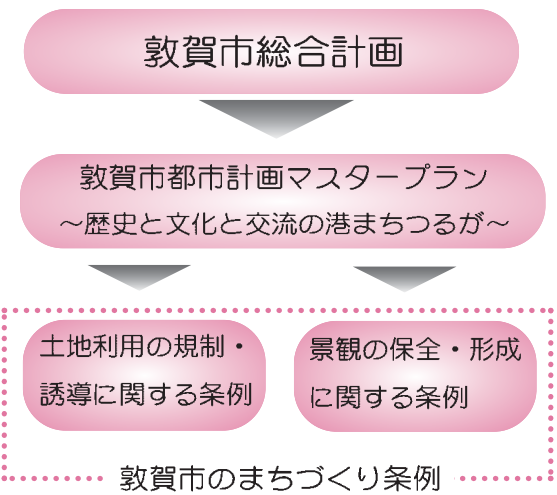 敦賀市総合計画
敦賀市都市計画マスタープラン
～歴史と文化と交流の港まちつるが～
土地利用の規制・
誘導に関する条例
景観の保全・形成
に関する条例
敦賀市のまちづくり条例